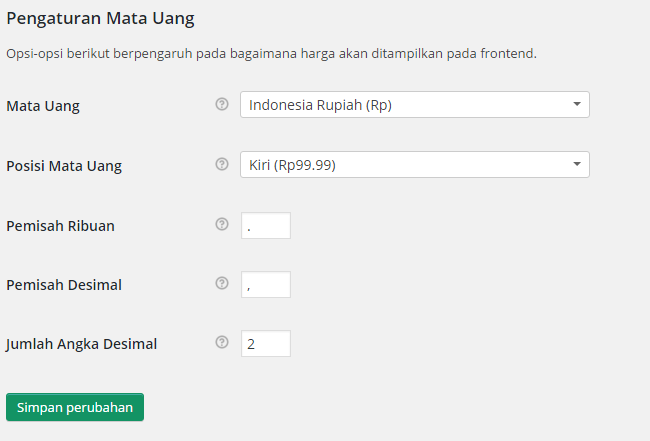 Pengaturan Mata Uang
Opsi-opsi berikut berpengaruh pada bagaimana harga akan ditampilkan pada frontend.
Mata Uang ? Indonesia Rupiah (Rp)
Posisi Mata Uang ? Kiri (Rp99.99)
Pemisah Ribuan ? .
Pemisah Desimal ? ,
Jumlah Angka Desimal ? 2
Simpan perubahan